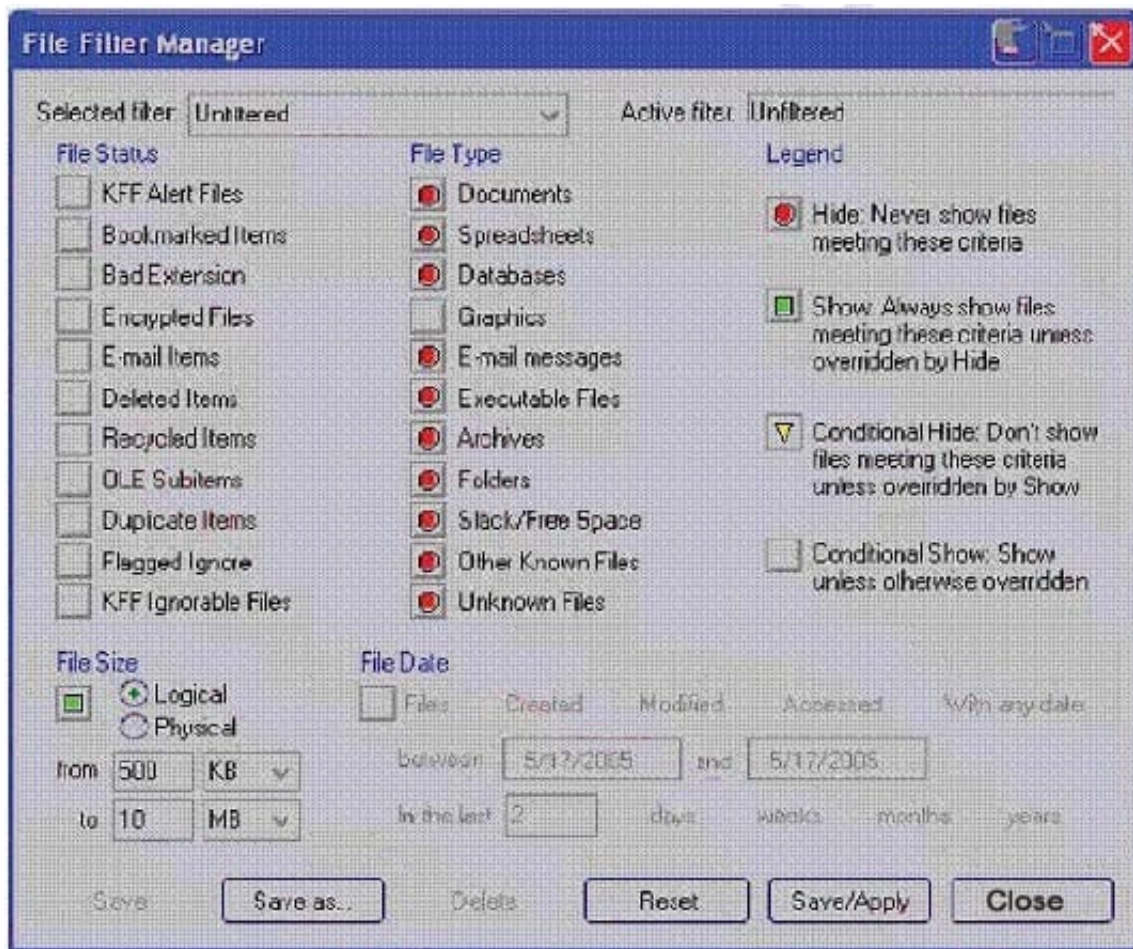 File Filter Manager
Selected filter Unfiltered
Active filter Unfiltered
File Status
KFF Alert Files
Bookmarked Items
Bad Extension
Encrypted Files
E-mail Items
Deleted Items
Recycled Items
OLE Subitems
Duplicate Items
Flagged Ignore
KFF Ignorable Files
File Type
Documents
Spreadsheets
Databases
Graphics
E-mail messages
Executable Files
Archives
Folders
Slack/Free Space
Other Known Files
Unknown Files
Legend
Hide: Never show files
meeting these criteria
Show: Always show files
meeting these criteria unless
overridden by Hide
Conditional Hide: Don't show
files meeting these criteria
unless overridden by Show
Conditional Show: Show
unless otherwise overridden
File Size
Logical
Physical
from 500 KB
to 10 MB
File Date
Files Created Modified Accessed With any date
between 5/17/2005 and 5/17/2005
In the last 2 days weeks months years
Save Save as... Delete Reset Save/Apply Close